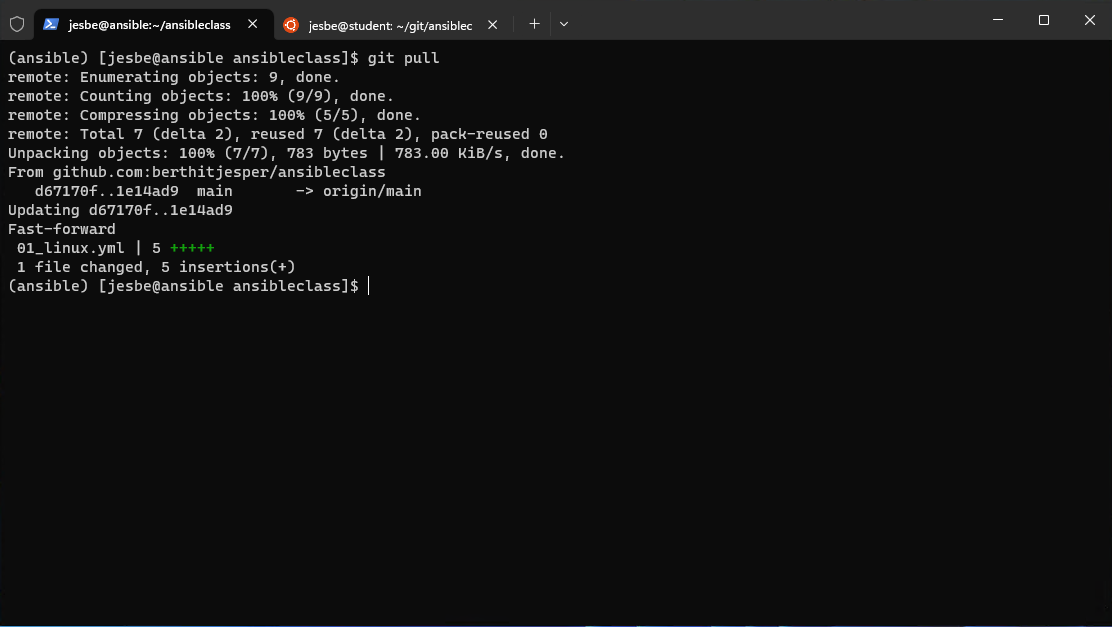 jesbe@ansible:~/ansibleclass
jesbe@student: ~/git/ansiblec
(ansible) [jesbe@ansible ansibleclass]$ git pull
remote: Enumerating objects: 9, done.
remote: Counting objects: 100% (9/9), done.
remote: Compressing objects: 100% (5/5), done.
remote: Total 7 (delta 2), reused 7 (delta 2), pack-reused 0
Unpacking objects: 100% (7/7), 783 bytes | 783.00 KiB/s, done.
From github.com:berthitjesper/ansibleclass
   d67170f..1e14ad9  main       -> origin/main
Updating d67170f..1e14ad9
Fast-forward
 01_linux.yml | 5 +++++
 1 file changed, 5 insertions(+)
(ansible) [jesbe@ansible ansibleclass]$